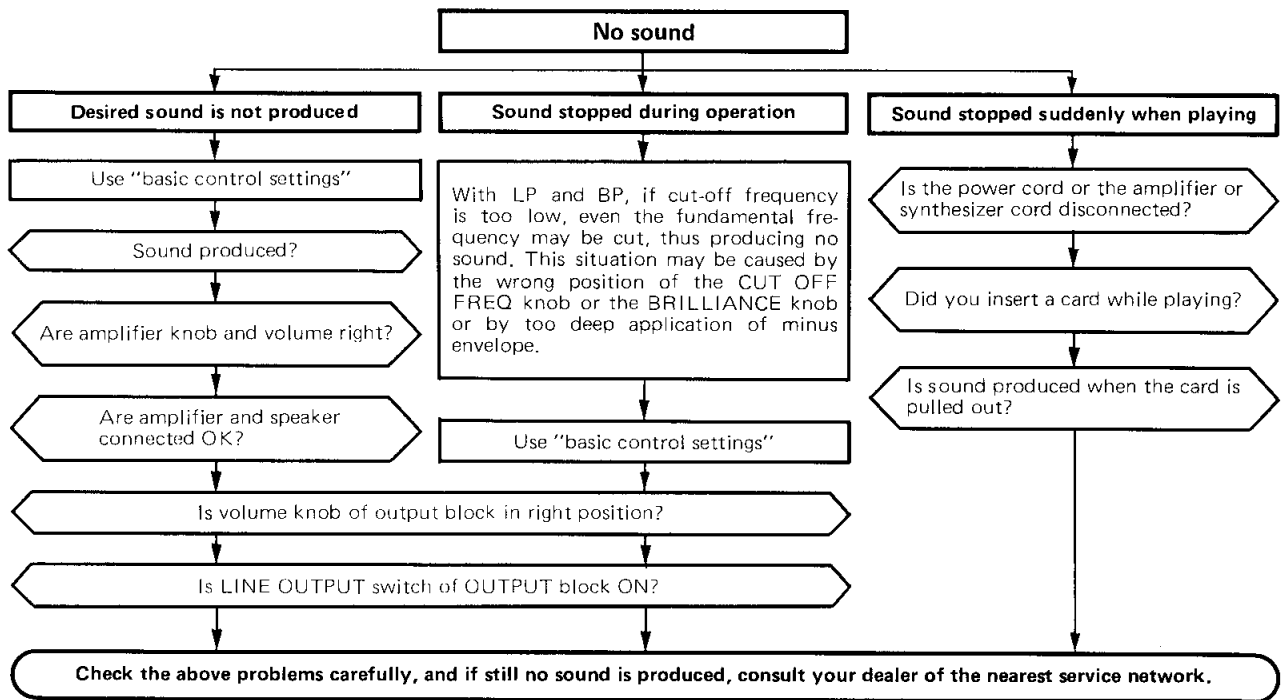 No sound
Desired sound is not produced
Use "basic control settings"
Sound produced?
Are amplifier knob and volume right?
Are amplifier and speaker
connected OK?
Sound stopped during operation
With LP and BP, if cut-off frequency
is too low, even the fundamental fre-
quency may be cut, thus producing no
sound. This situation may be caused by
the wrong position of the CUT OFF
FREQ knob or the BRILLIANCE knob
or by too deep application of minus
envelope.
Use "basic control settings"
Is volume knob of output block in right position?
Is LINE OUTPUT switch of OUTPUT block ON?
Sound stopped suddenly when playing
Is the power cord or the amplifier or
synthesizer cord disconnected?
Did you insert a card while playing?
Is sound produced when the card is
pulled out?
Check the above problems carefully, and if still no sound is produced, consult your dealer of the nearest service network.